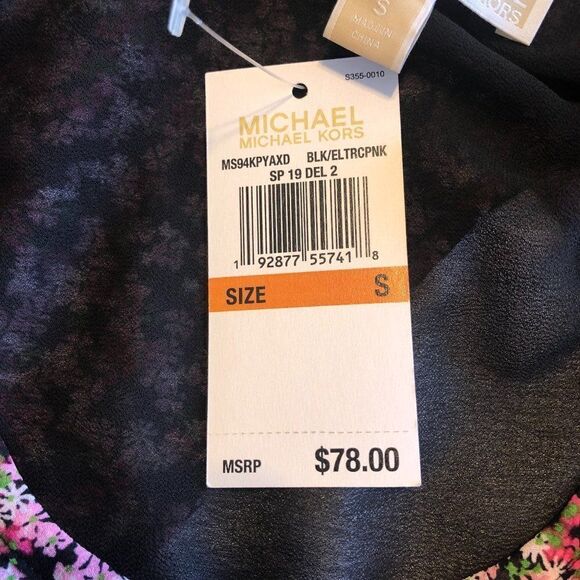 S
MADE IN
CHINA
KORS
S355-0010
MICHAEL
MICHAEL KORS
MS94KPYAXD BLK/ELTRCPNK
SP 19 DEL 2
1 92877 55741 8
SIZE S
MSRP $78.00